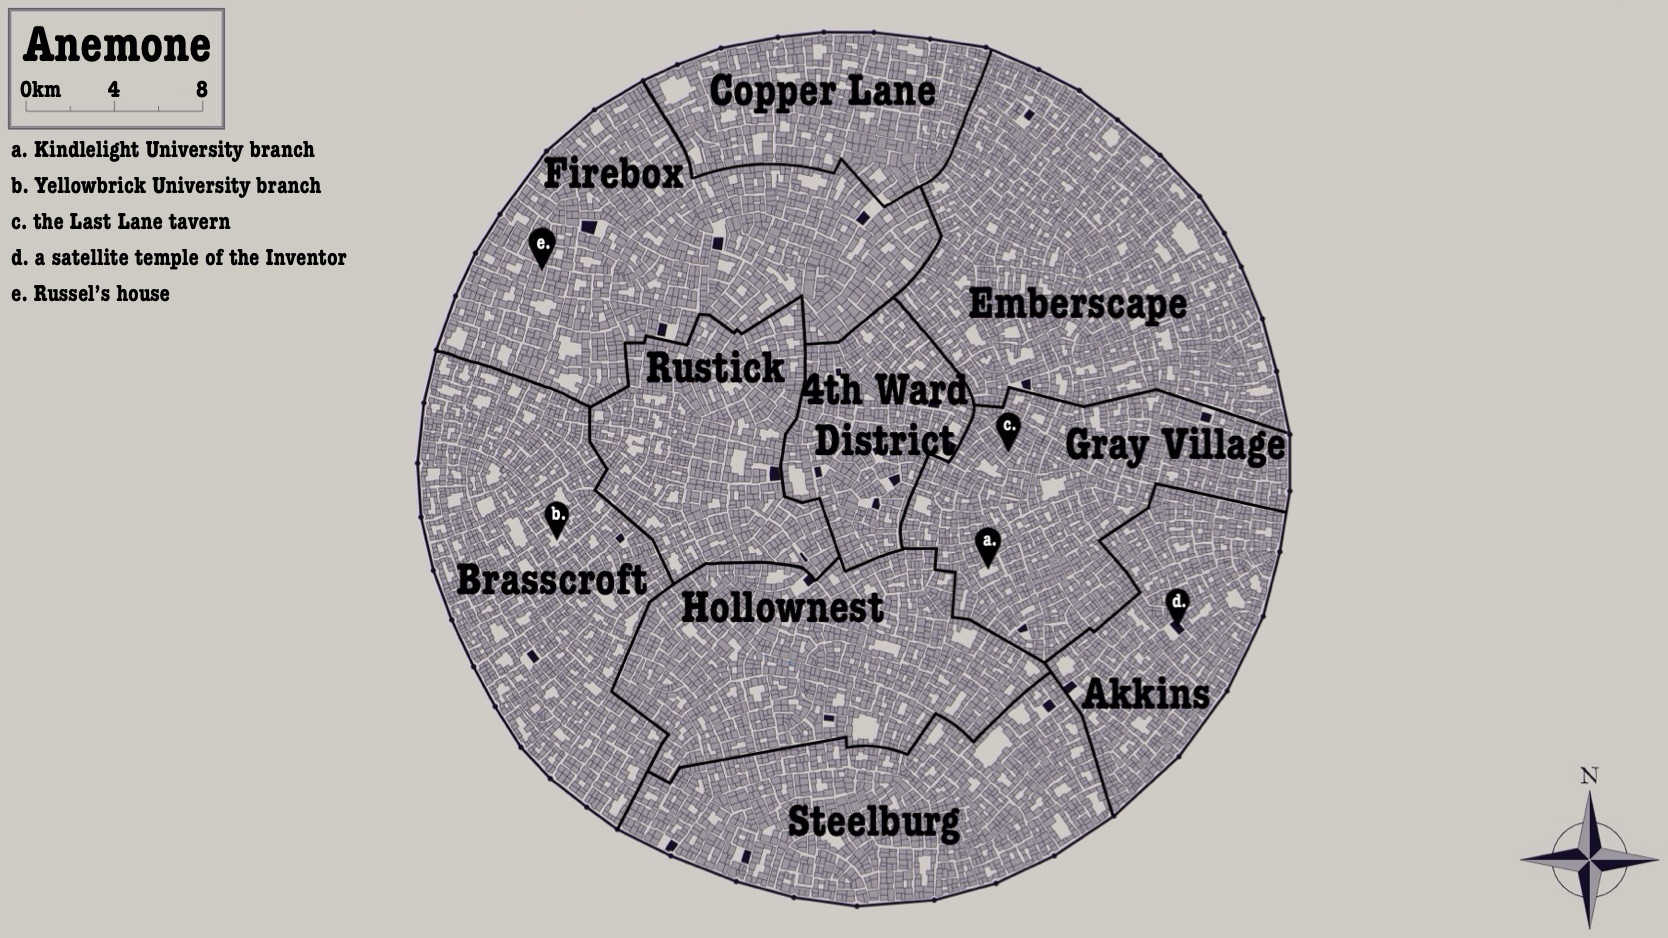 Anemone
0km 4 8
a. Kindlelight University branch
b. Yellowbrick University branch
c. the Last Lane tavern
d. a satellite temple of the Inventor
e. Russel's house
Copper Lane
Firebox
e.
Emberscape
Rustick
4th Ward
District
c.
Gray Village
b.
a.
Brasscroft
Hollownest
d.
Akkins
N
Steelburg